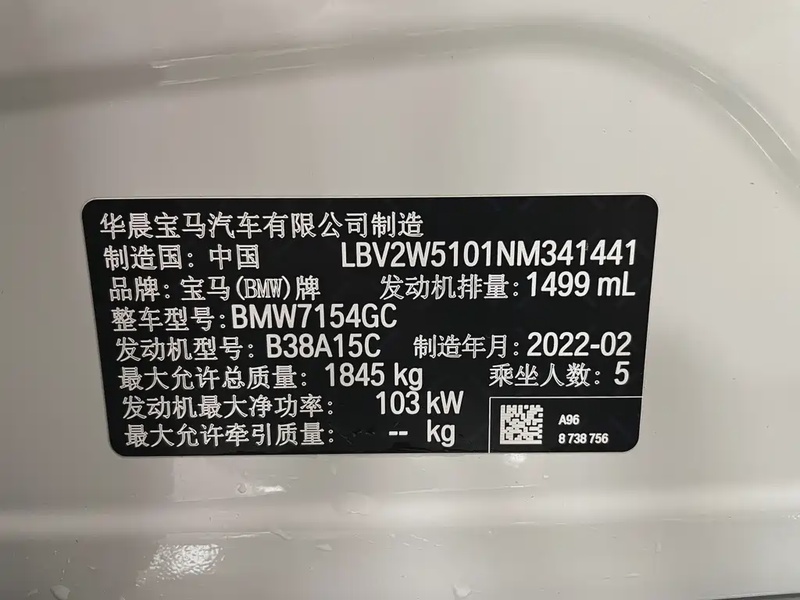 华晨宝马汽车有限公司制造
制造国: 中国 LBV2W5101NM341441
品牌: 宝马(BMW)牌 发动机排量: 1499 mL
整车型号: BMW7154GC
发动机型号: B38A15C 制造年月: 2022-02
最大允许总质量: 1845 kg 乘坐人数: 5
发动机最大净功率: 103 kW
最大允许牵引质量: -- kg
A96
8 738 756